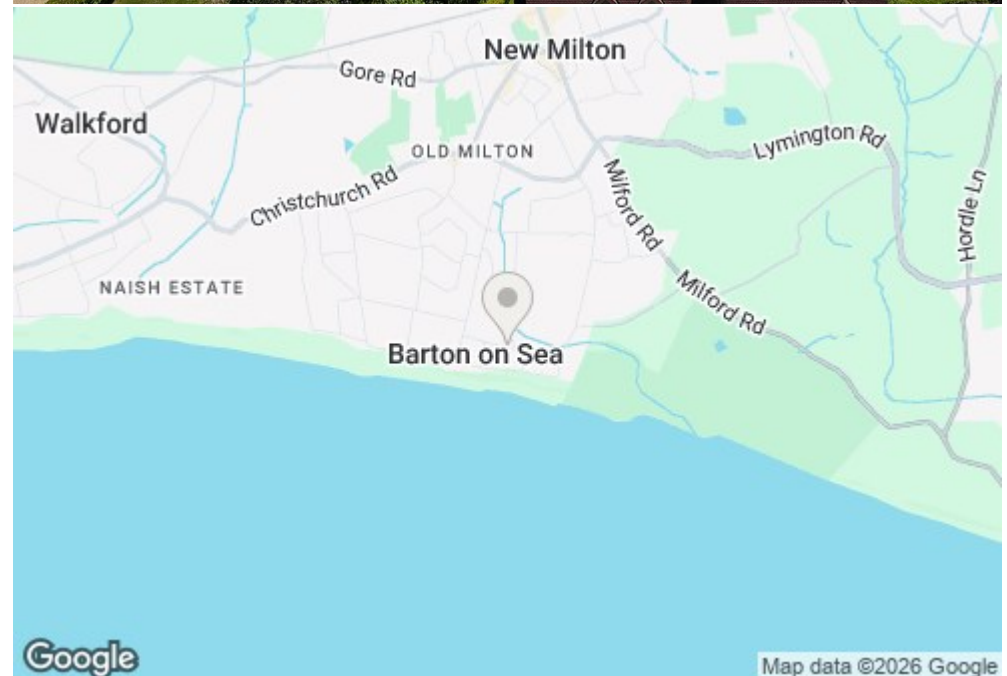 New Milton
Gore Rd
Walkford
OLD MILTON
Lymington Rd
Christchurch Rd
Milford Rd
Hordle Ln
NAISH ESTATE
Milford Rd
Barton on Sea
Google
Map data ©2026 Google